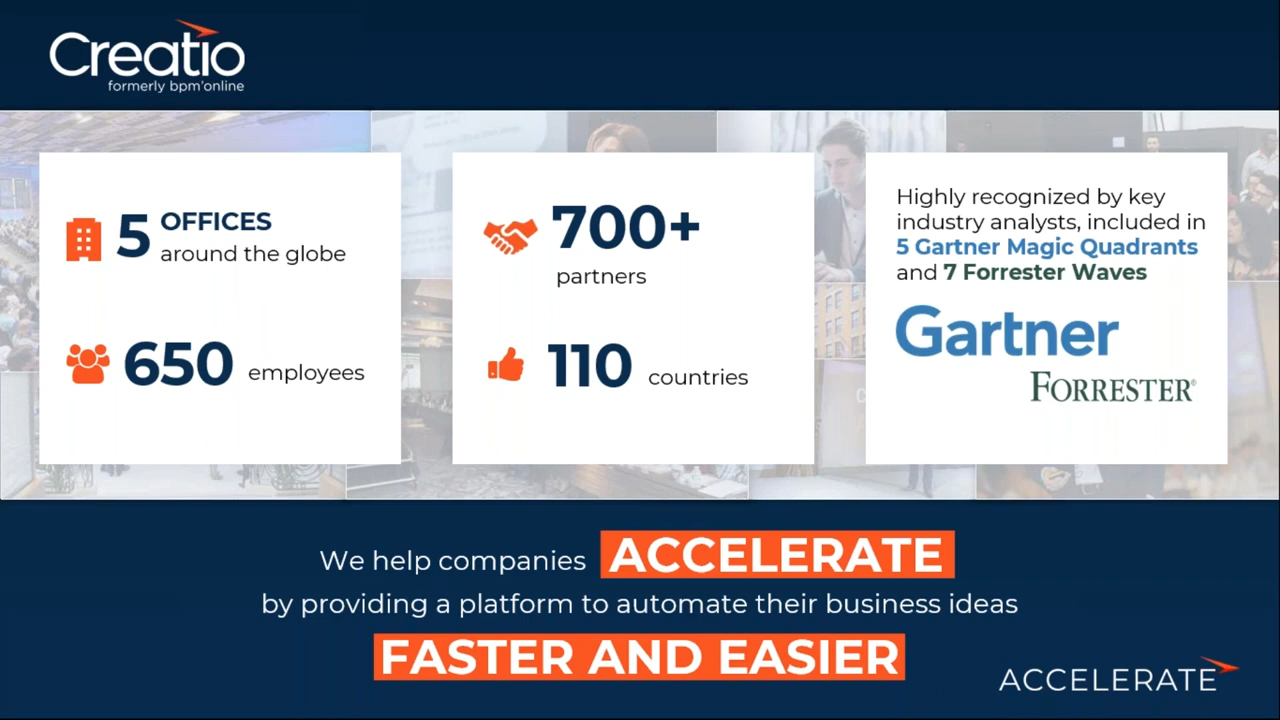 Creatio
formerly bpm'online
5 OFFICES
around the globe
650 employees
700+
partners
110 countries
Highly recognized by key
industry analysts, included in
5 Gartner Magic Quadrants
and 7 Forrester Waves
Gartner
FORRESTER®
We help companies ACCELERATE
by providing a platform to automate their business ideas
FASTER AND EASIER
ACCELERATE